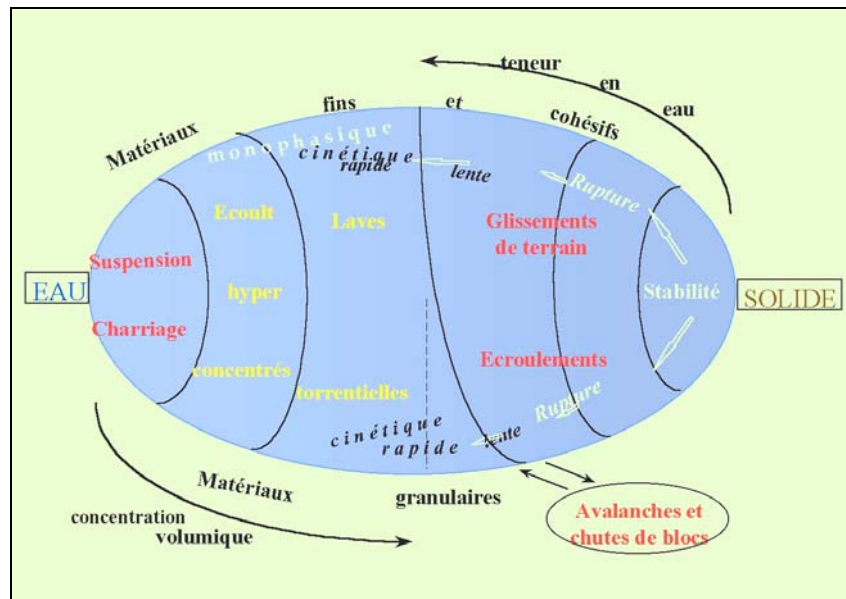 teneur
en
eau
fins
et
cohésifs
Matériaux
monophasique
cinétique
rapide
lente
Rupture
Ecoult
Laves
Glissements
de terrain
Suspension
EAU
hyper
Stabilité
SOLIDE
Charriage
Ecroulements
concentrés
torrentielles
Rupture
cinétique
rapide
lente
Matériaux
granulaires
concentration
volumique
Avalanches et
chutes de blocs